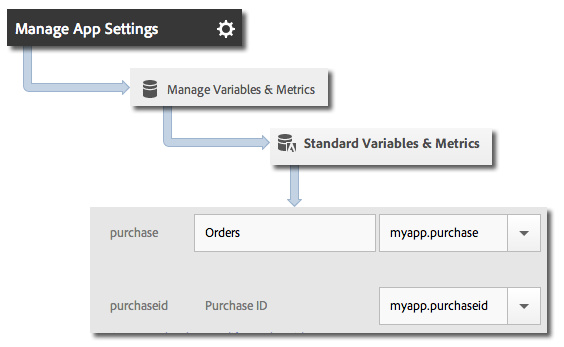 Manage App Settings
Manage Variables & Metrics
Standard Variables & Metrics
purchase Orders myapp.purchase
purchaseid Purchase ID myapp.purchaseid